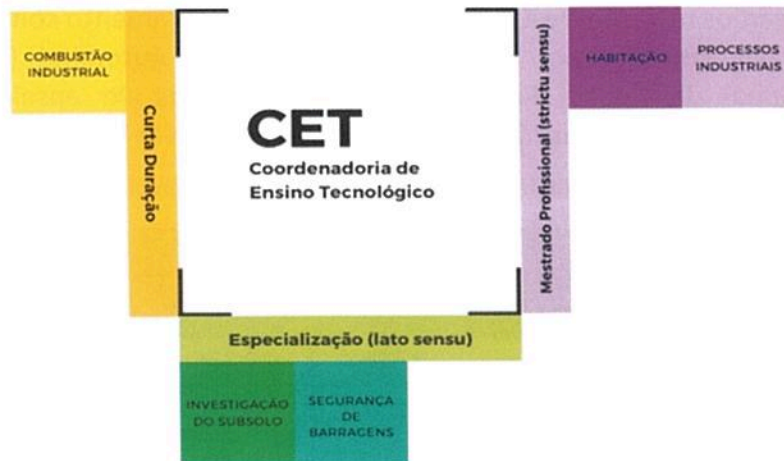 COMBUSTÃO
INDUSTRIAL
Curta Duração
CET
Coordenadoria de
Ensino Tecnológico
Mestrado Profissional (strictu sensu)
HABITAÇÃO
PROCESSOS
INDUSTRIAIS
Especialização (lato sensu)
INVESTIGAÇÃO
DO SUBSOLO
SEGURANÇA
DE
BARRAGENS